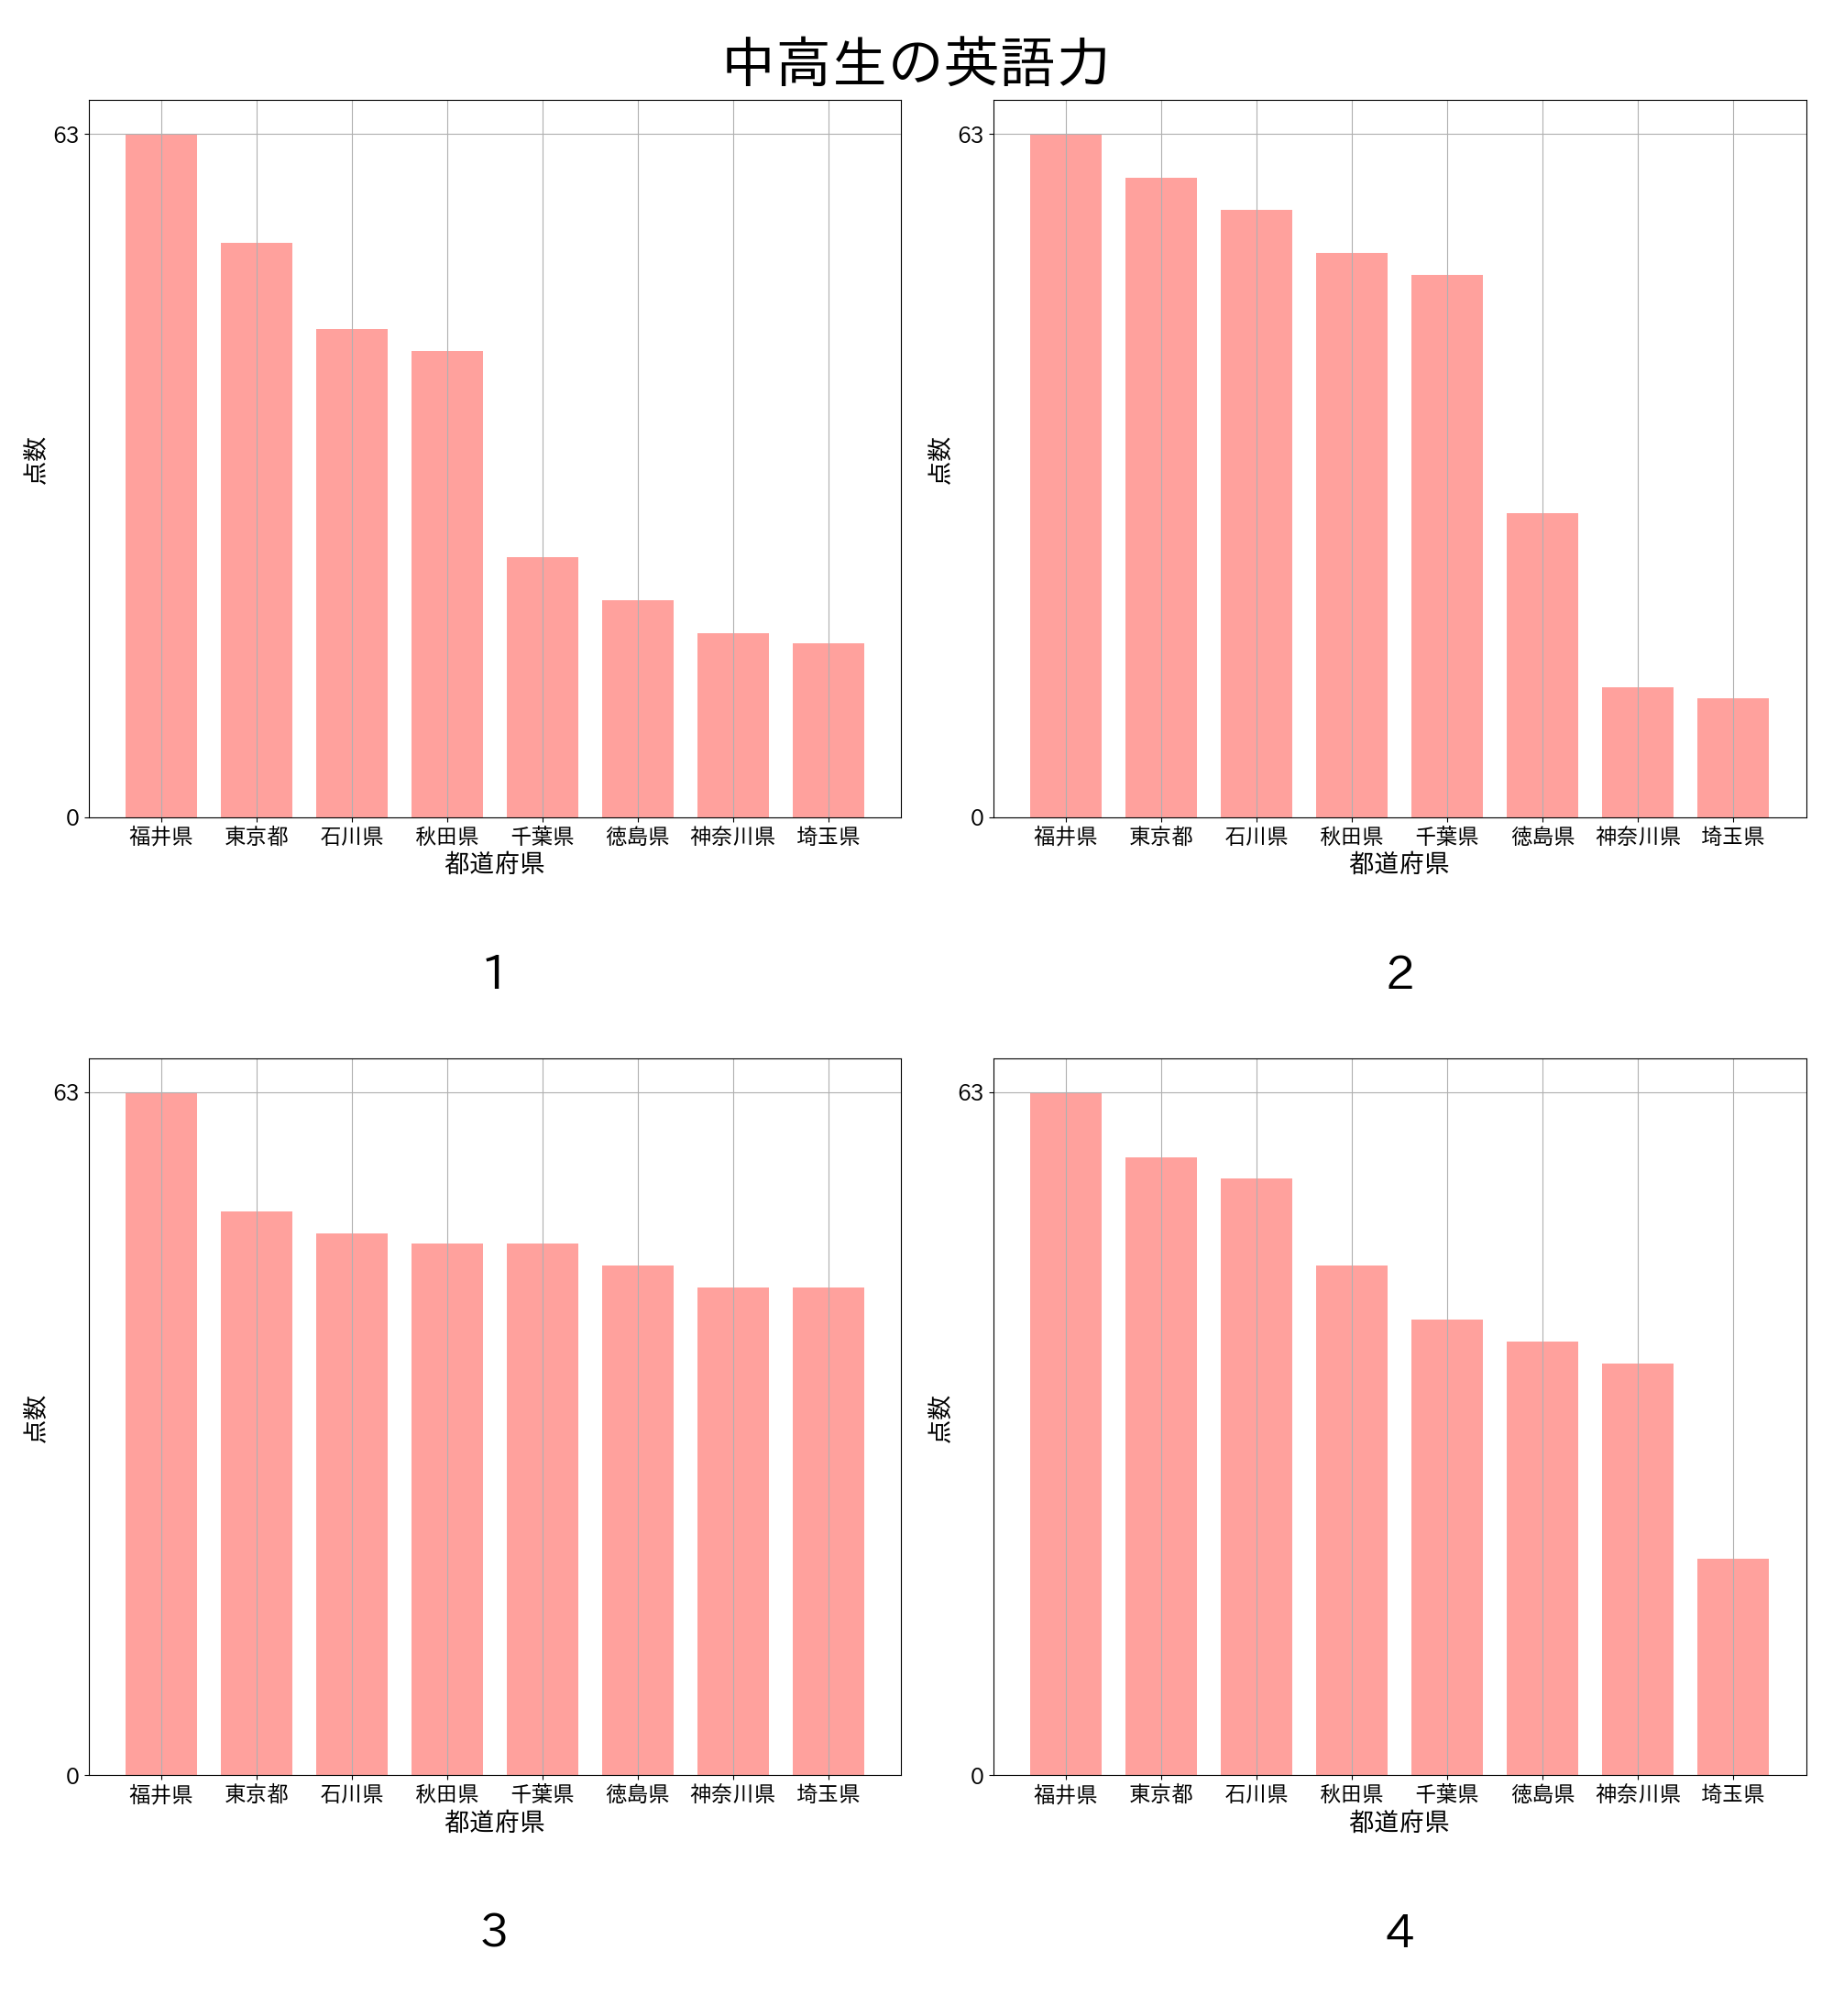 中高生の英語力
63
0
点数
福井県 東京都 石川県 秋田県 千葉県 徳島県 神奈川県 埼玉県
都道府県
1
63
0
点数
福井県 東京都 石川県 秋田県 千葉県 徳島県 神奈川県 埼玉県
都道府県
2
63
0
点数
福井県 東京都 石川県 秋田県 千葉県 徳島県 神奈川県 埼玉県
都道府県
3
63
0
点数
福井県 東京都 石川県 秋田県 千葉県 徳島県 神奈川県 埼玉県
都道府県
4